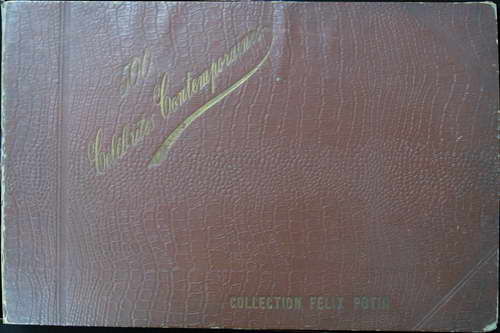 500
Célébrités Contemporaines
COLLECTION FELIX POTIN